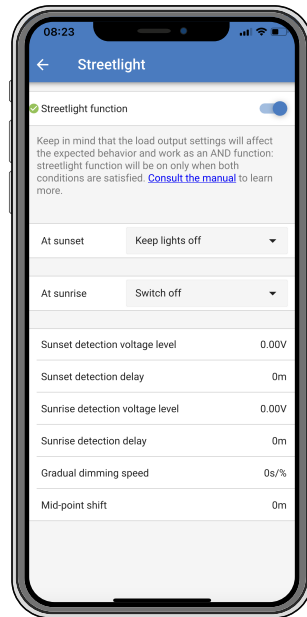 08:23
Streetlight
Streetlight function
Keep in mind that the load output settings will affect
the expected behavior and work as an AND function:
streetlight function will be on only when both
conditions are satisfied. Consult the manual to learn
more.
At sunset Keep lights off
At sunrise Switch off
Sunset detection voltage level 0.00V
Sunset detection delay 0m
Sunrise detection voltage level 0.00V
Sunrise detection delay 0m
Gradual dimming speed 0s/%
Mid-point shift 0m